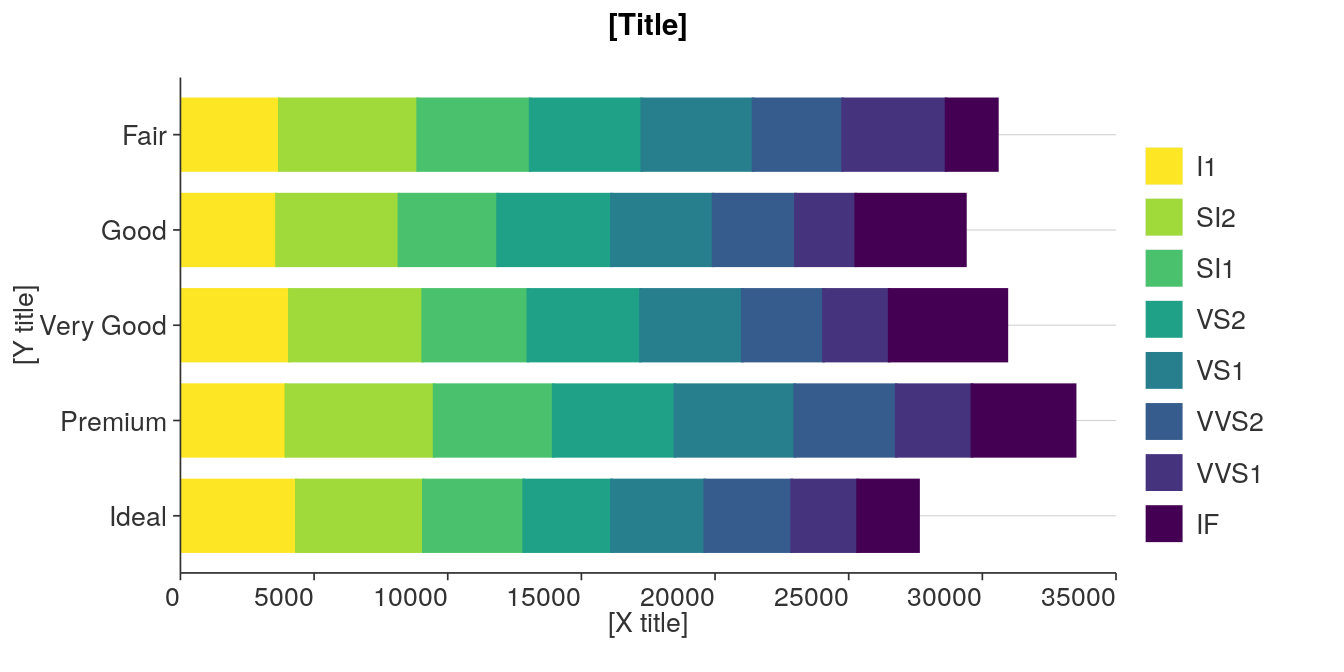 [Title]
[Y title]
Fair
Good
Very Good
Premium
Ideal
0 5000 10000 15000 20000 25000 30000 35000
[X title]
I1
SI2
SI1
VS2
VS1
VVS2
VVS1
IF